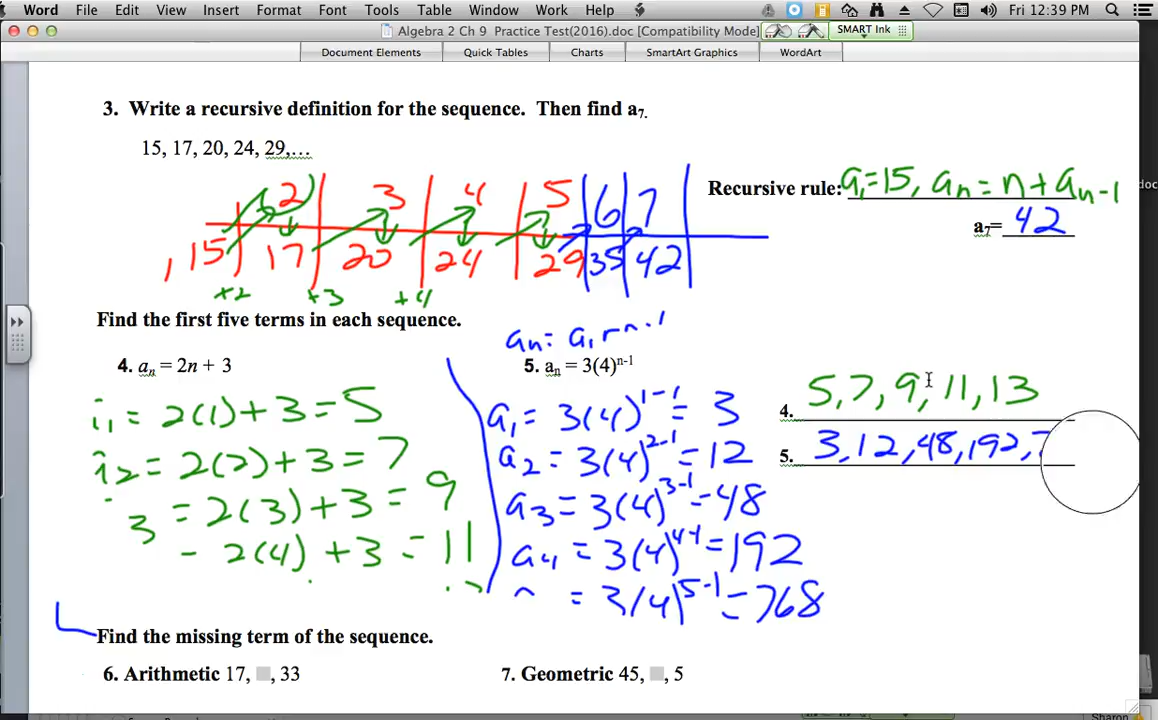 Word File Edit View Insert Format Font Tools Table Window Work Help Fri 12:39 PM
Algebra 2 Ch 9 Practice Test(2016).doc [Compatibility Mode] SMART Ink
Document Elements Quick Tables Charts SmartArt Graphics WordArt
3. Write a recursive definition for the sequence. Then find a7.
15, 17, 20, 24, 29,...
2 3 4 5 6 7
, 15 17 20 24 29 35 42
+2 +3 +4
Recursive rule: a1=15, an = n + an-1
a7= 42
Find the first five terms in each sequence.
an = a1 r n-1
4. an = 2n + 3
5. an = 3(4)n-1
1 = 2(1)+3 = 5
2 = 2(2)+3 = 7
3 = 2(3)+3 = 9
- 2(4) +3 = 11
a1 = 3(4)1-1 = 3
a2 = 3(4)2-1 = 12
a3 = 3(4)3-1 = 48
a4 = 3(4)4-1 = 192
= 3(4)5-1 = 768
4. 5, 7, 9, 11, 13
5. 3, 12, 48, 192, 7
Find the missing term of the sequence.
6. Arithmetic 17, , 33
7. Geometric 45, , 5
Sharon